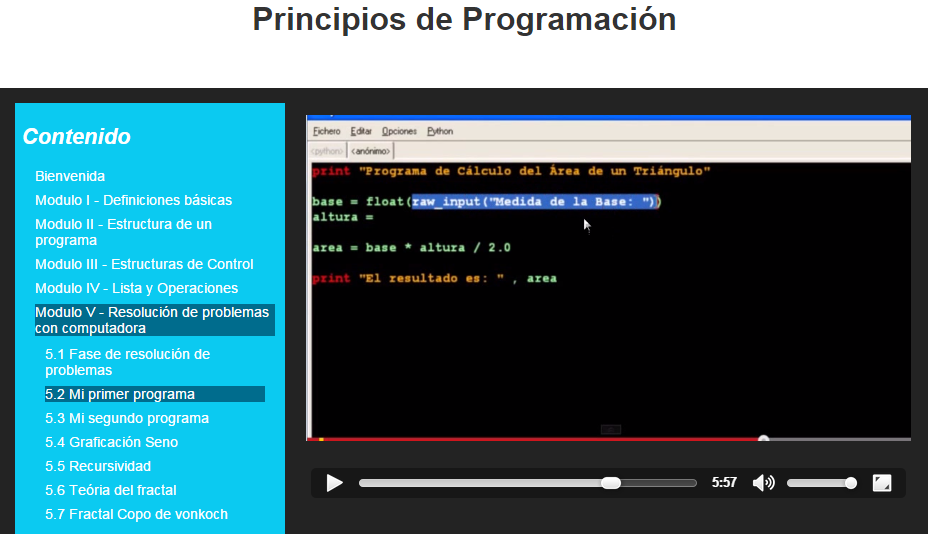 Principios de Programación
Contenido
Bienvenida
Modulo I - Definiciones básicas
Modulo II - Estructura de un
programa
Modulo III - Estructuras de Control
Modulo IV - Lista y Operaciones
Modulo V - Resolución de problemas
con computadora
5.1 Fase de resolución de
problemas
5.2 Mi primer programa
5.3 Mi segundo programa
5.4 Graficación Seno
5.5 Recursividad
5.6 Teória del fractal
5.7 Fractal Copo de vonkoch
Fichero Editar Opciones Python
<python> <anónimo>
print "Programa de Cálculo del Área de un Triángulo"
base = float(raw_input("Medida de la Base: "))
altura =
area = base * altura / 2.0
print "El resultado es: " , area
5:57